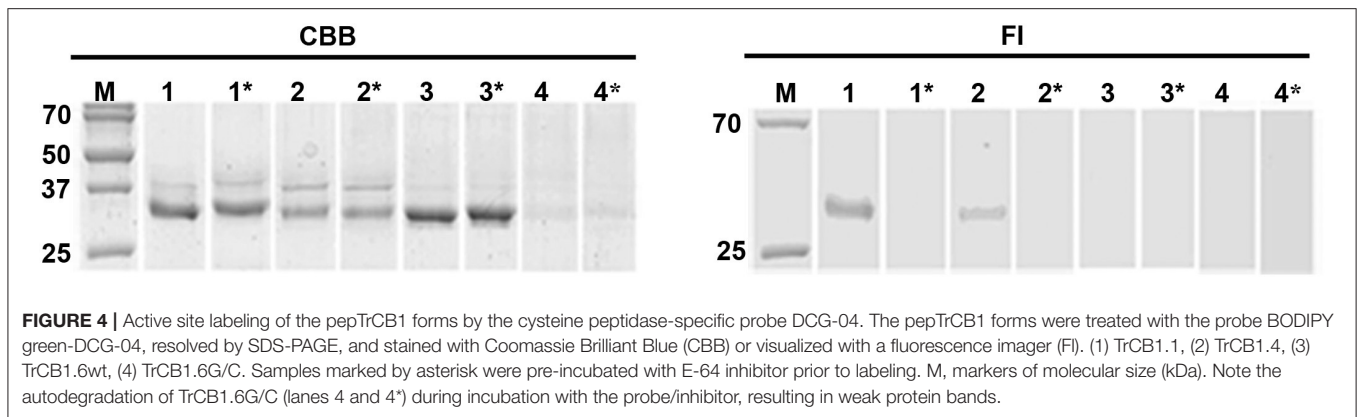 CBB
M 1 1* 2 2* 3 3* 4 4*
70
50
37
25
FI
M 1 1* 2 2* 3 3* 4 4*
70
25
FIGURE 4 | Active site labeling of the pepTrCB1 forms by the cysteine peptidase-specific probe DCG-04. The pepTrCB1 forms were treated with the probe BODIPY
green-DCG-04, resolved by SDS-PAGE, and stained with Coomassie Brilliant Blue (CBB) or visualized with a fluorescence imager (FI). (1) TrCB1.1, (2) TrCB1.4, (3)
TrCB1.6wt, (4) TrCB1.6G/C. Samples marked by asterisk were pre-incubated with E-64 inhibitor prior to labeling. M, markers of molecular size (kDa). Note the
autodegradation of TrCB1.6G/C (lanes 4 and 4*) during incubation with the probe/inhibitor, resulting in weak protein bands.